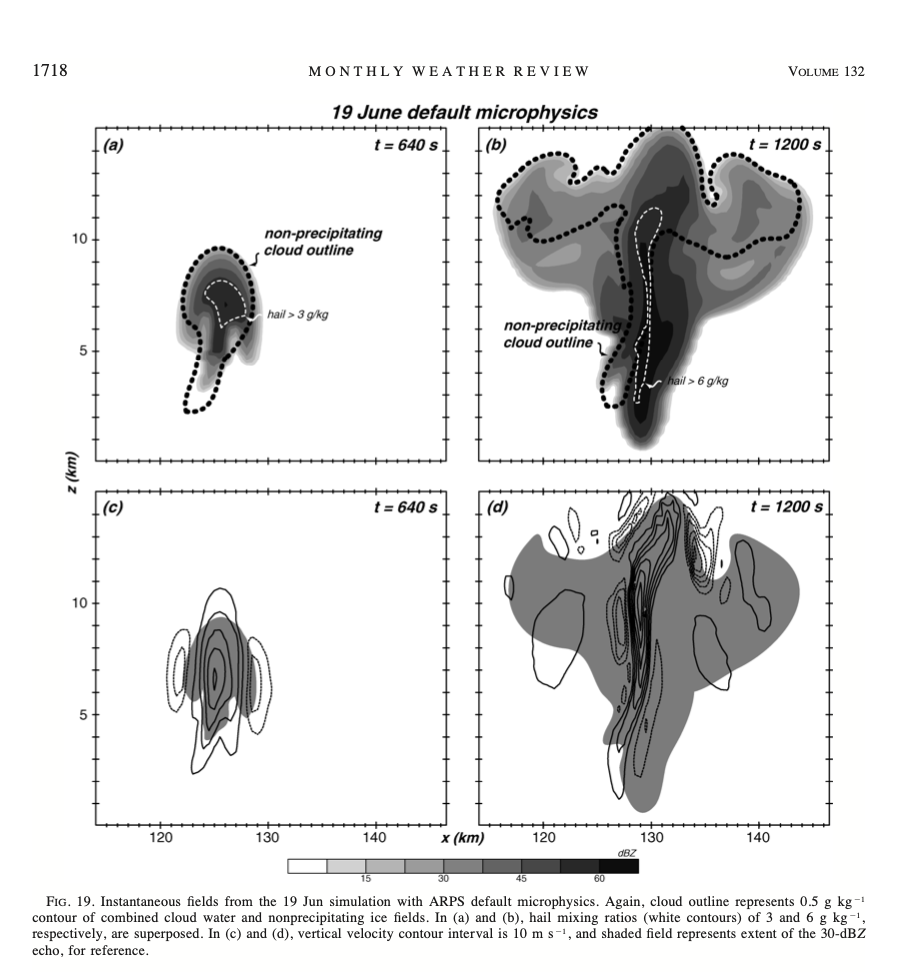 1718
MONTHLY WEATHER REVIEW
VOLUME 132
19 June default microphysics
(a)
t = 640 s
(b)
t = 1200 s
10
non-precipitating
cloud outline
hail > 3 g/kg
5
non-precipitating
cloud outline
hail > 6 g/kg
z (km)
(c)
t = 640 s
(d)
t = 1200 s
10
5
120
130
140
x (km)
120
130
140
dBZ
15
30
45
60
FIG. 19. Instantaneous fields from the 19 Jun simulation with ARPS default microphysics. Again, cloud outline represents 0.5 g kg⁻¹
contour of combined cloud water and nonprecipitating ice fields. In (a) and (b), hail mixing ratios (white contours) of 3 and 6 g kg⁻¹,
respectively, are superposed. In (c) and (d), vertical velocity contour interval is 10 m s⁻¹, and shaded field represents extent of the 30-dBZ
echo, for reference.